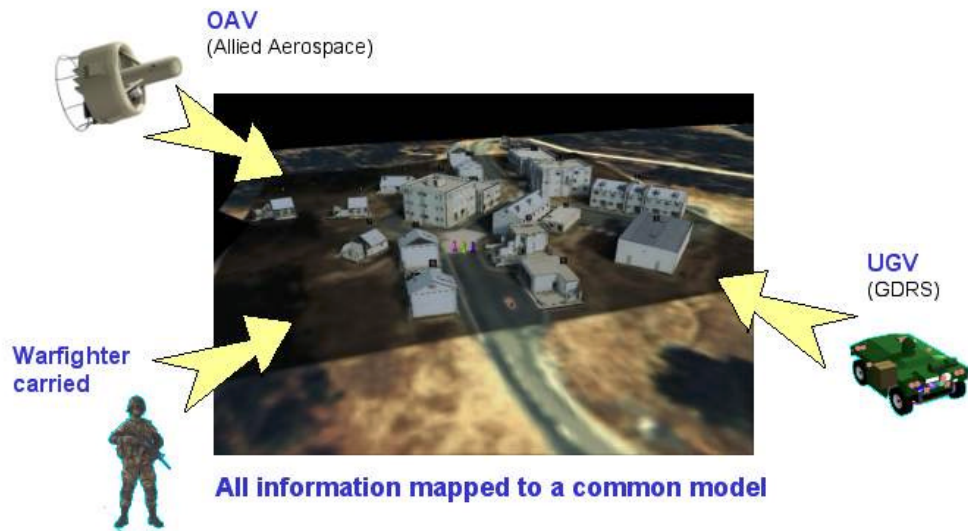 OAV
(Allied Aerospace)
UGV
(GDRS)
Warfighter
carried
All information mapped to a common model